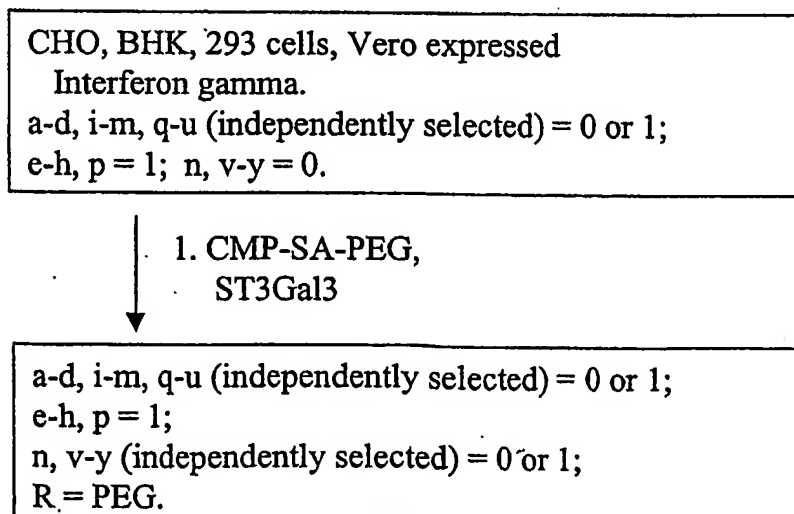 CHO, BHK, 293 cells, Vero expressed
Interferon gamma.
a-d, i-m, q-u (independently selected) = 0 or 1;
e-h, p = 1; n, v-y = 0.
1. CMP-SA-PEG,
ST3Gal3
a-d, i-m, q-u (independently selected) = 0 or 1;
e-h, p = 1;
n, v-y (independently selected) = 0 or 1;
R = PEG.